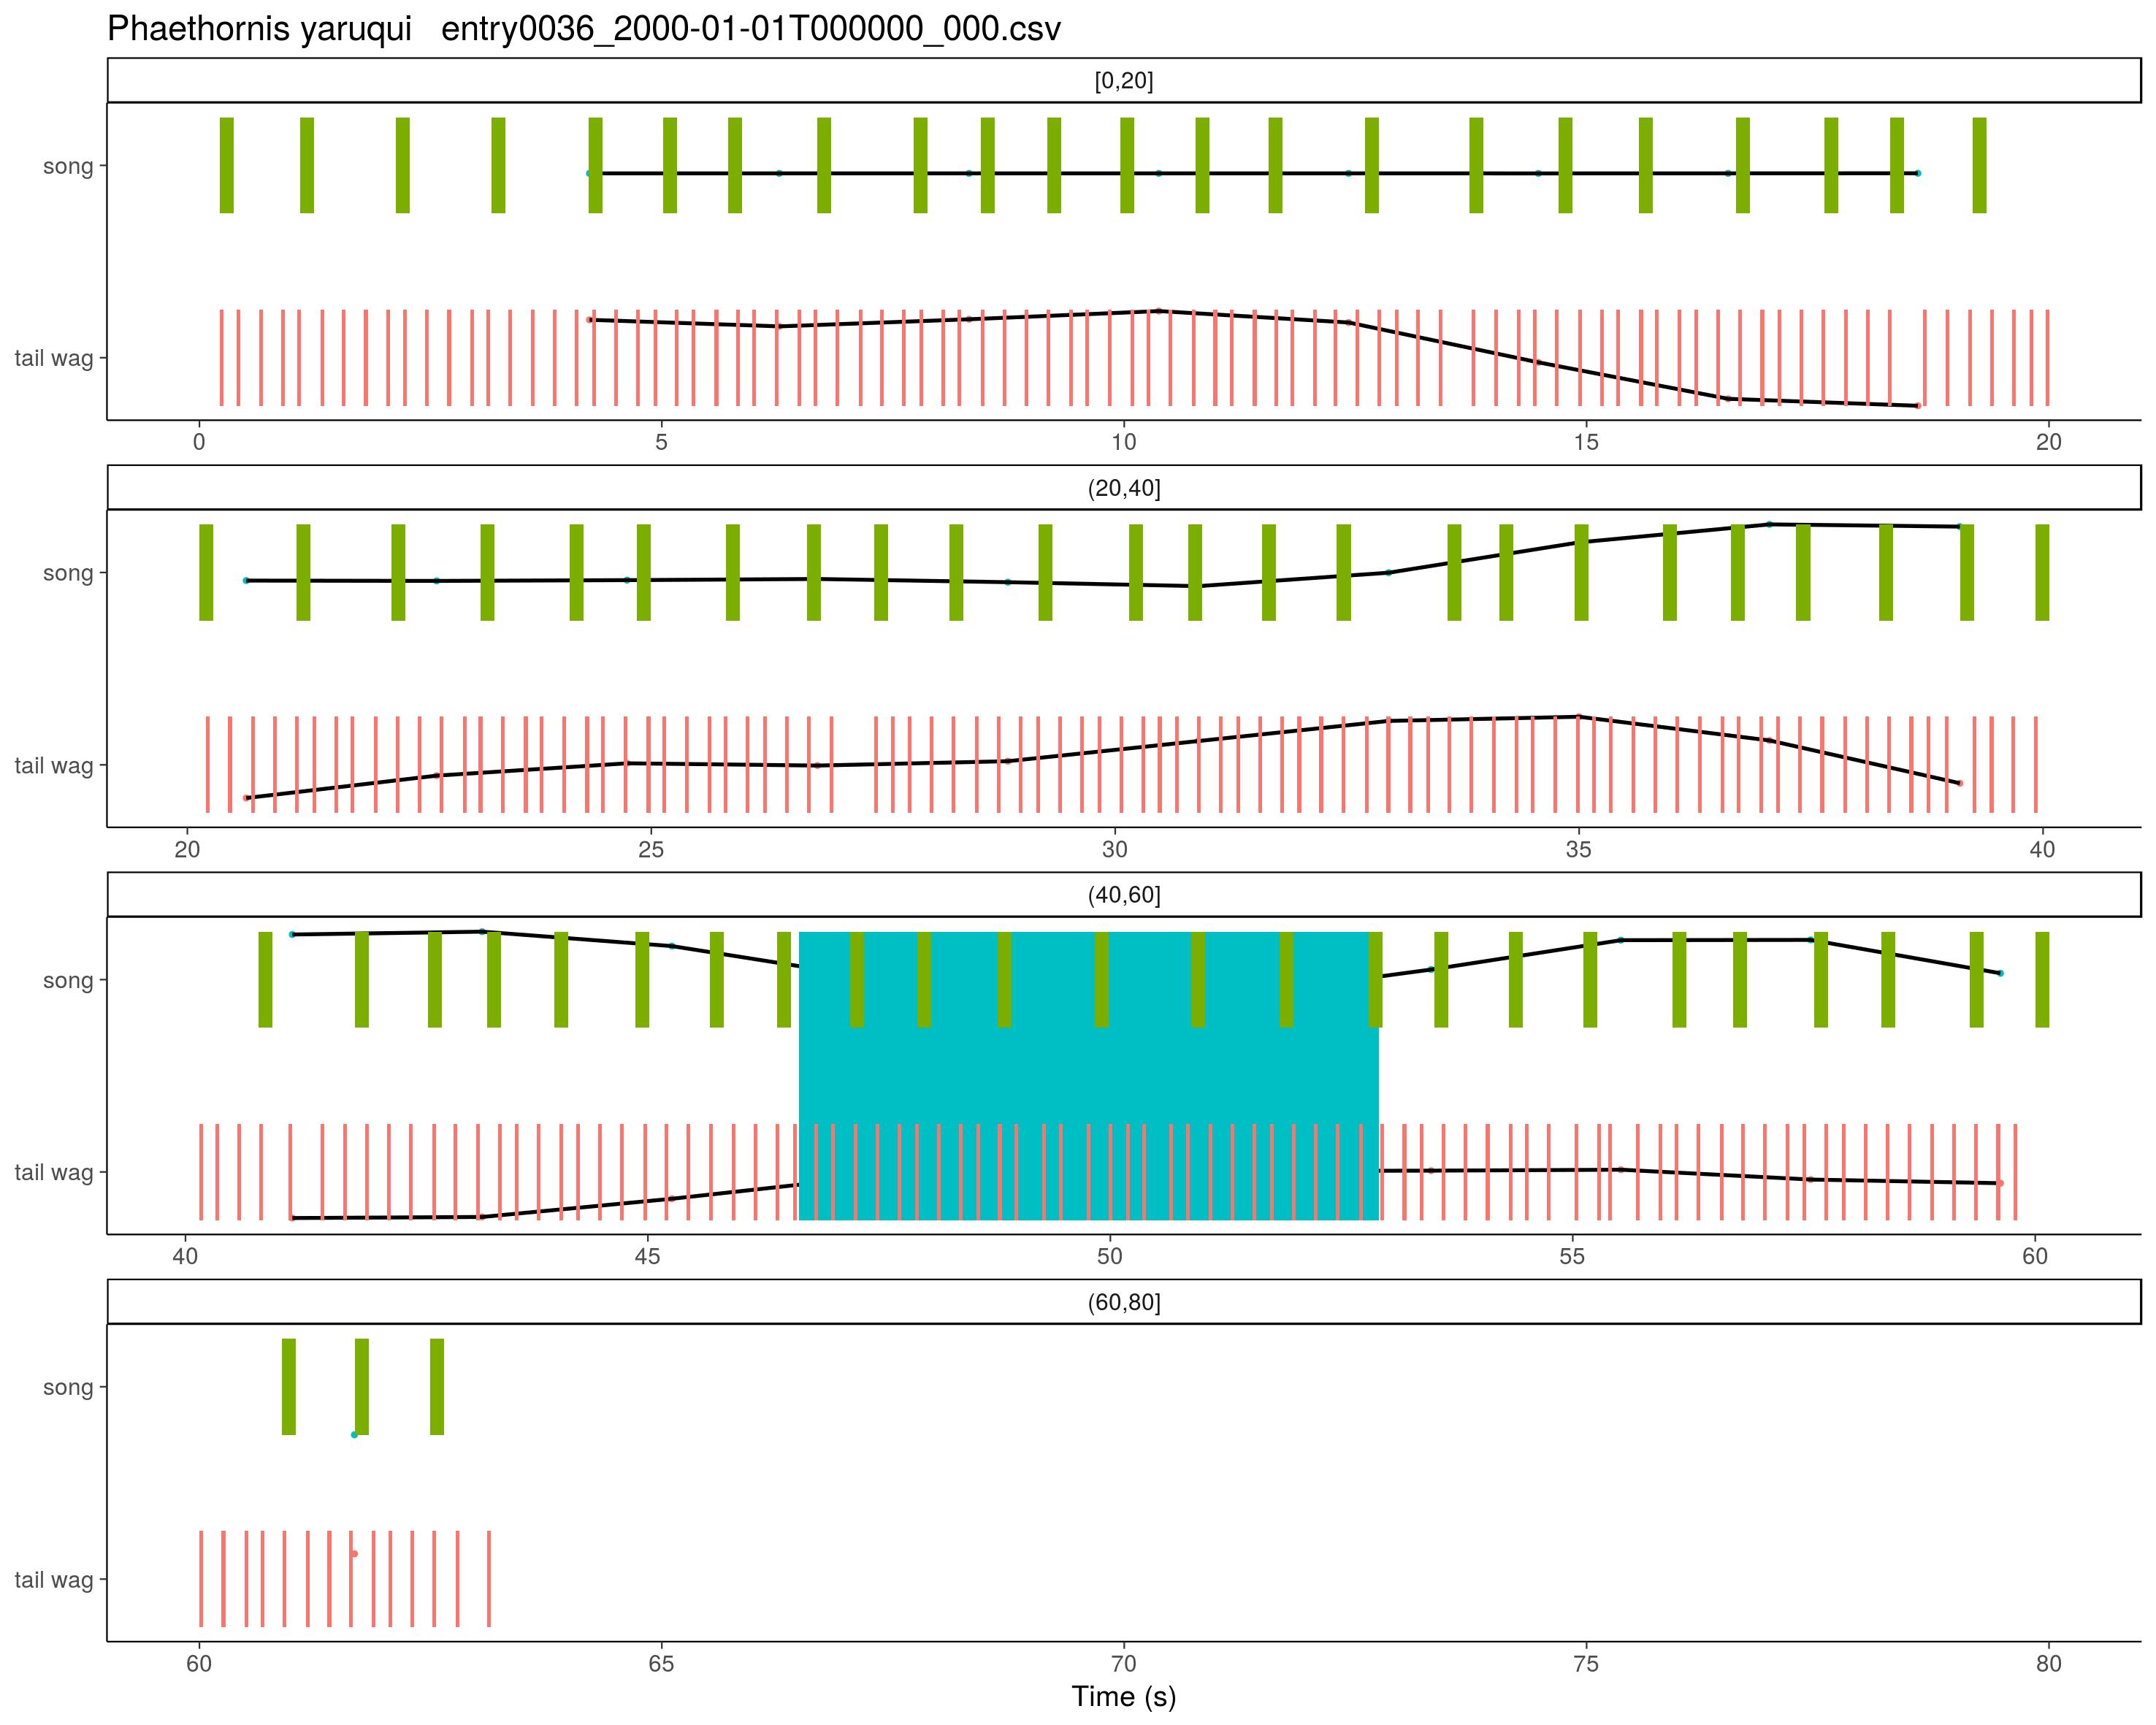 Phaethornis yaruqui   entry0036_2000-01-01T000000_000.csv
[0,20]
song
tail wag
0 5 10 15 20
(20,40]
song
tail wag
20 25 30 35 40
(40,60]
song
tail wag
40 45 50 55 60
(60,80]
song
tail wag
60 65 70 75 80
Time (s)